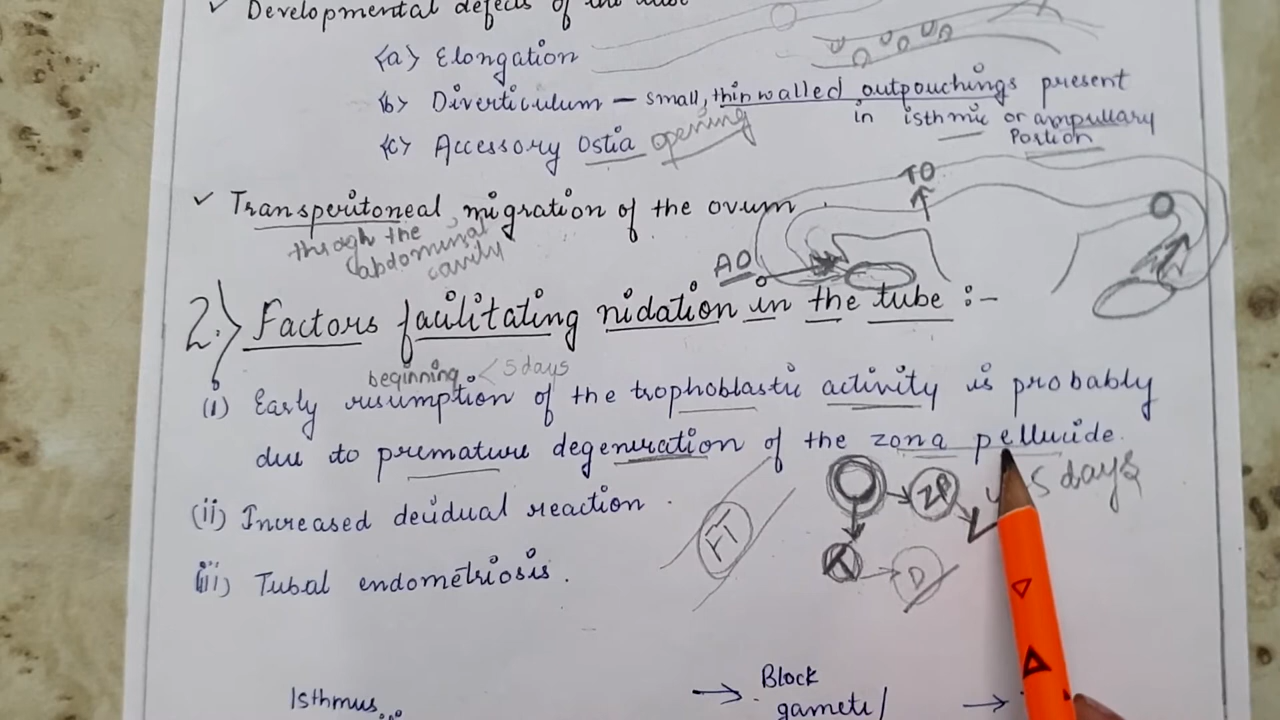 ✓ Developmental defects of the tube
<a> Elongation
<b> Diverticulum – small, thin walled outpouchings present
in isthmic or ampullary
Portion
<c> Accessory Ostia opening
✓ Transperitoneal migration of the ovum
through the
abdominal
cavity
TO
AO
2.> Factors facilitating nidation in the tube :-
beginning < 5 days
(i) Early resumption of the trophoblastic activity is probably
due to premature degeneration of the zona pellucide.
ZP
5 days
(ii) Increased decidual reaction
FT
D
(iii) Tubal endometriosis.
Isthmus
→ Block
gamete/ →